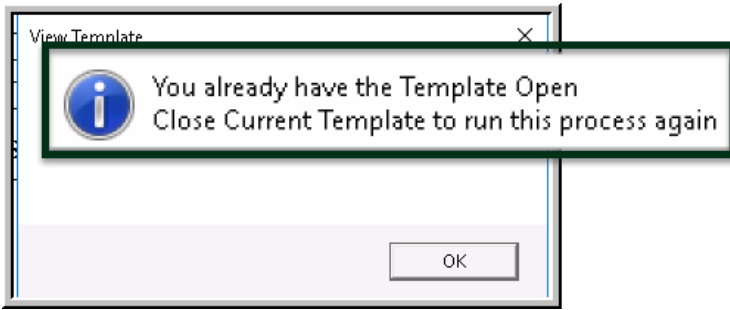 View Template
You already have the Template Open
Close Current Template to run this process again
OK